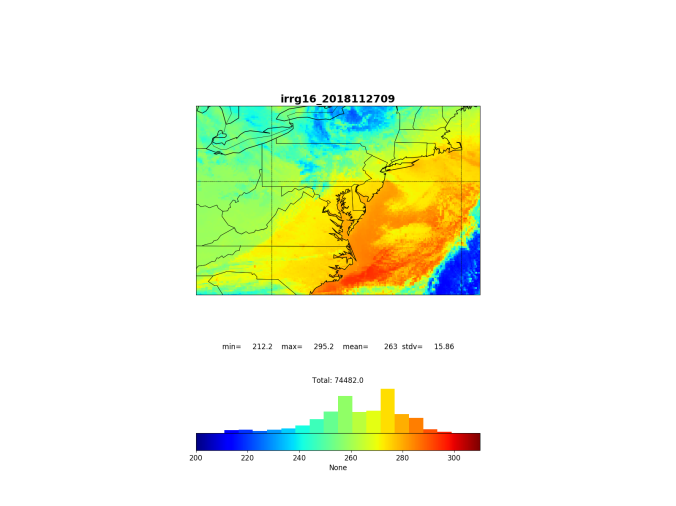 irrg16_2018112709
min= 212.2 max= 295.2 mean= 263 stdv= 15.86
Total: 74482.0
200 220 240 260 280 300
None